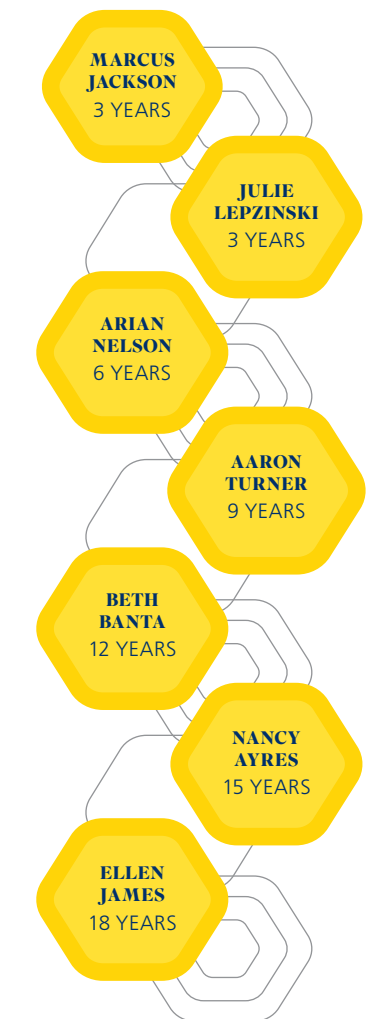 MARCUS
JACKSON
3 YEARS
JULIE
LEPZINSKI
3 YEARS
ARIAN
NELSON
6 YEARS
AARON
TURNER
9 YEARS
BETH
BANTA
12 YEARS
NANCY
AYRES
15 YEARS
ELLEN
JAMES
18 YEARS